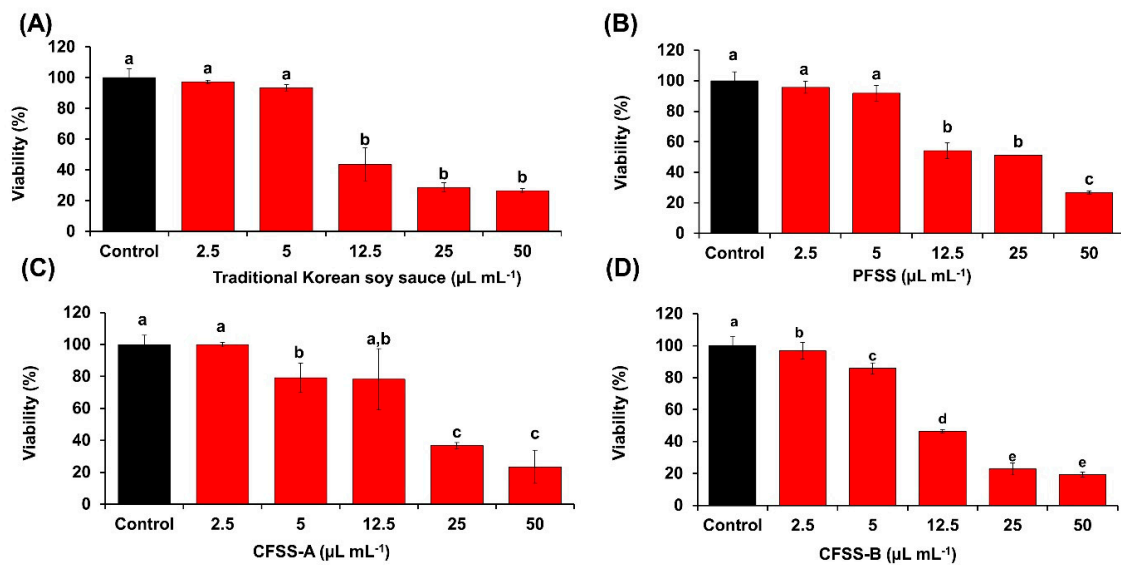 (A)
120
100
80
60
40
20
0
Viability (%)
a
a
a
b
b
b
Control 2.5 5 12.5 25 50
Traditional Korean soy sauce (µL mL-1)
(B)
120
100
80
60
40
20
0
Viability (%)
a
a
a
b
b
c
Control 2.5 5 12.5 25 50
PFSS (µL mL-1)
(C)
120
100
80
60
40
20
0
Viability (%)
a
a
b
a,b
c
c
Control 2.5 5 12.5 25 50
CFSS-A (µL mL-1)
(D)
120
100
80
60
40
20
0
Viability (%)
a
b
c
d
e
e
Control 2.5 5 12.5 25 50
CFSS-B (µL mL-1)